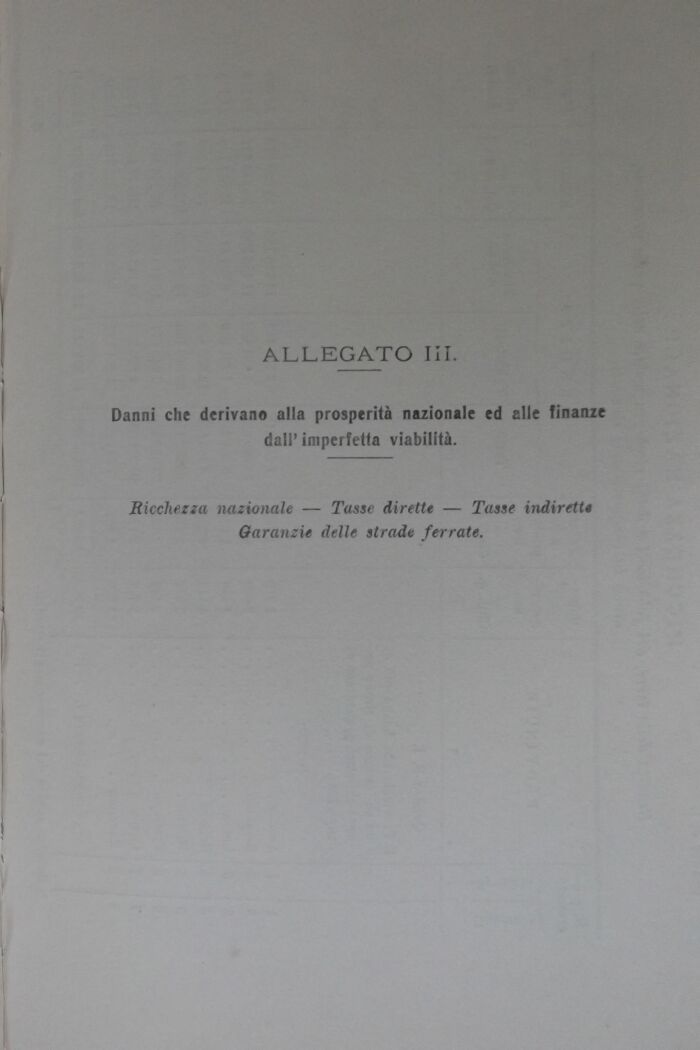 ALLEGATO III.
Danni che derivano alla prosperità nazionale ed alle finanze
dall' imperfetta viabilità.
Ricchezza nazionale — Tasse dirette — Tasse indirette
Garanzie delle strade ferrate.